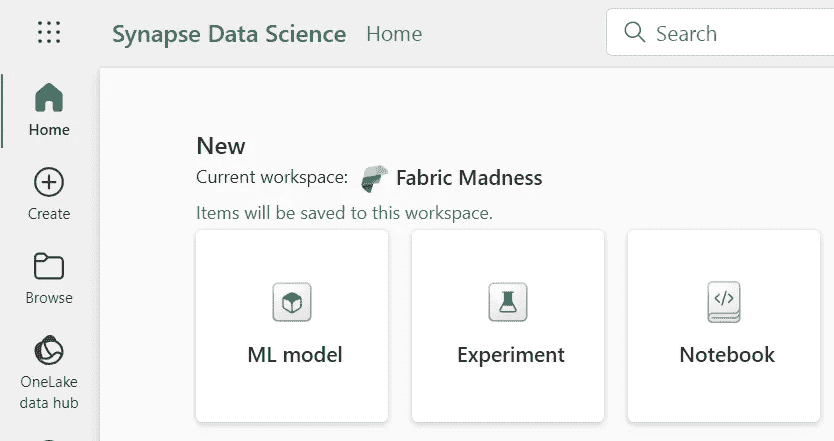 Synapse Data Science Home
Search
Home
Create
Browse
OneLake
data hub
New
Current workspace: Fabric Madness
Items will be saved to this workspace.
ML model
Experiment
Notebook